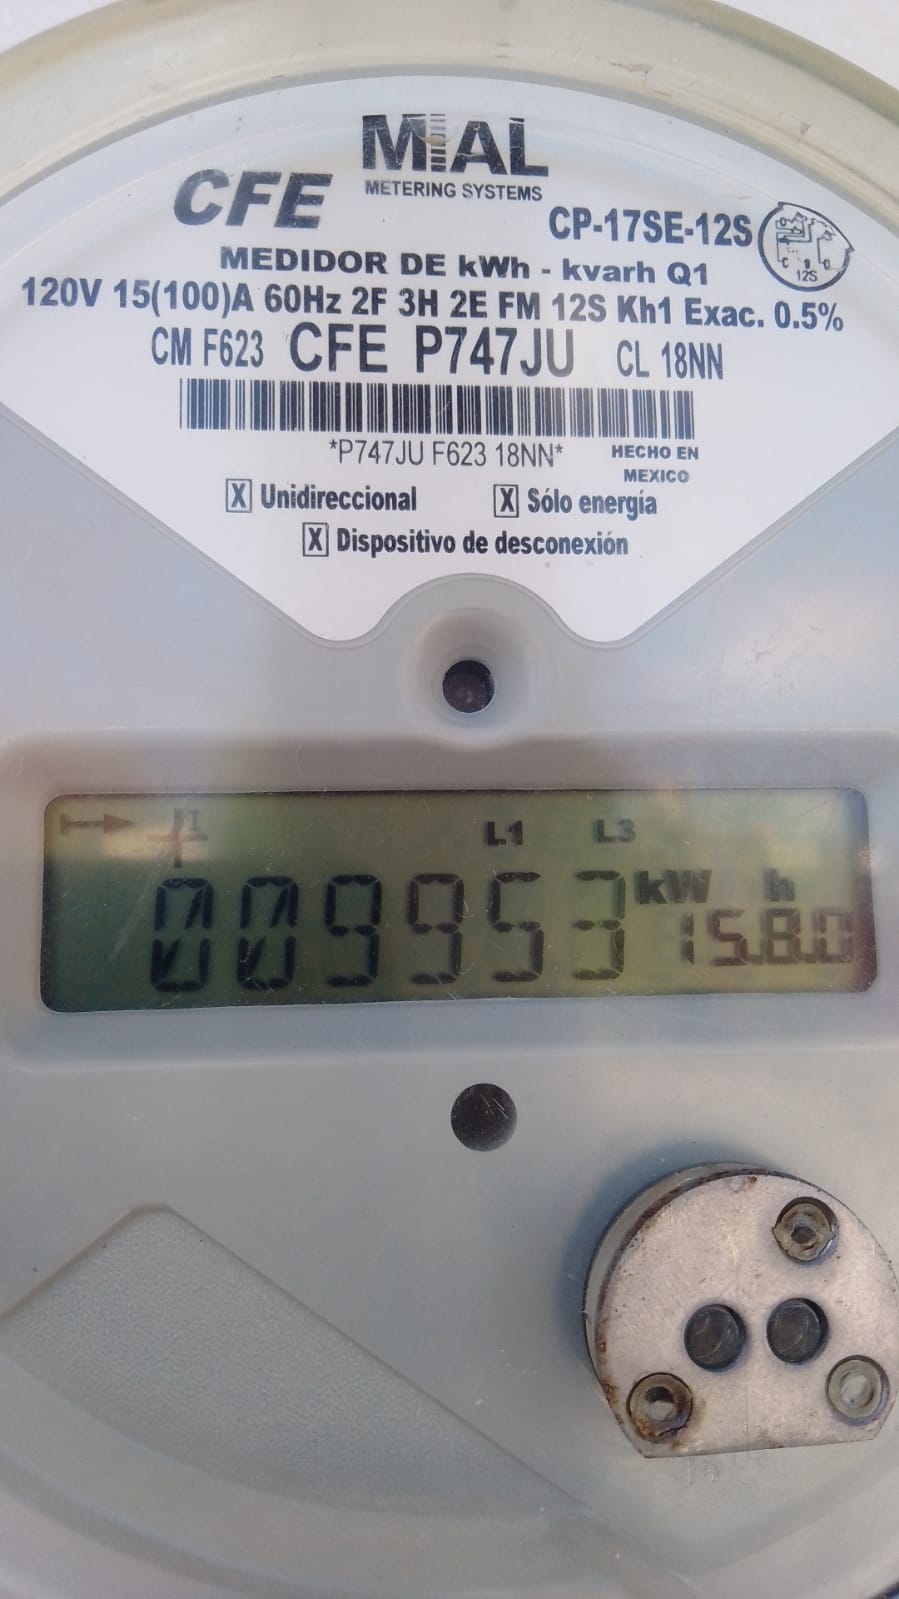 MIAL
METERING SYSTEMS
CFE
CP-17SE-12S
12S
MEDIDOR DE kWh - kvarh Q1
120V 15(100)A 60Hz 2F 3H 2E FM 12S Kh1 Exac. 0.5%
CM F623 CFE P747JU CL 18NN
*P747JU F623 18NN*
HECHO EN
MEXICO
X Unidireccional X Sólo energía
X Dispositivo de desconexión
L1 L3
009953 kW h
15.8.0